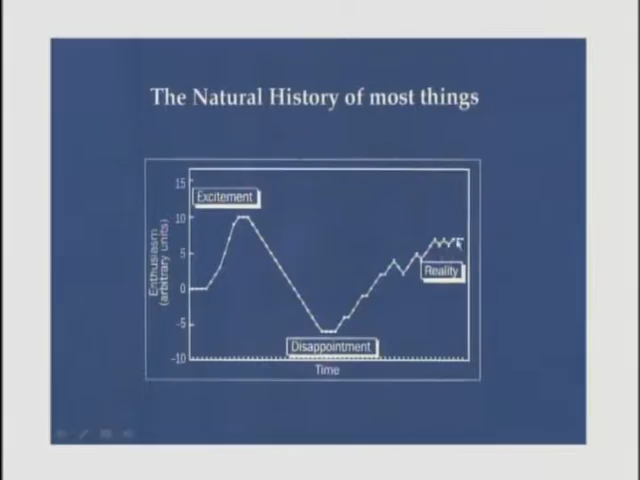 The Natural History of most things
15
Excitement
10
Enthusiasm
(arbitrary units)
5
0
Reality
-5
Disappointment
-10
Time